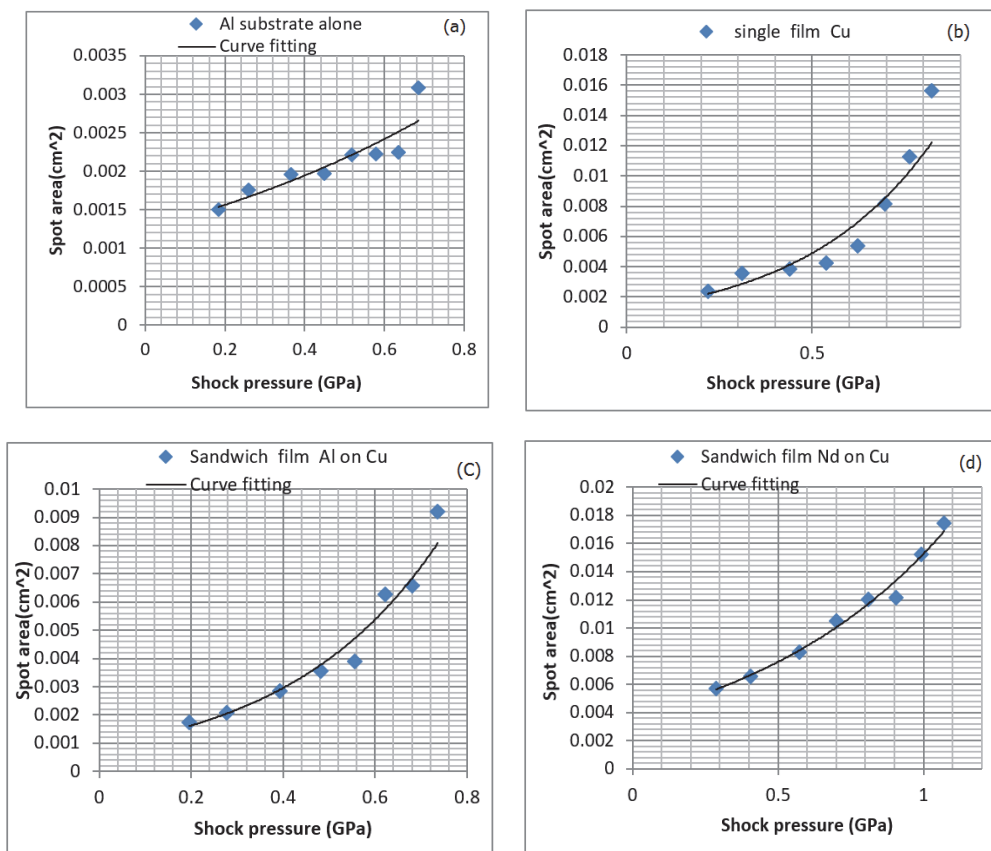 Al substrate alone
(a)
Curve fitting
0.0035
0.003
0.0025
0.002
0.0015
0.001
0.0005
0
Spot area(cm^2)
0 0.2 0.4 0.6 0.8
Shock pressure (GPa)
single film Cu
(b)
0.018
0.016
0.014
0.012
0.01
0.008
0.006
0.004
0.002
0
Spot area(cm^2)
0 0.5
Shock pressure (GPa)
Sandwich film Al on Cu
(C)
Curve fitting
0.01
0.009
0.008
0.007
0.006
0.005
0.004
0.003
0.002
0.001
0
Spot area(cm^2)
0 0.2 0.4 0.6 0.8
Shock pressure (GPa)
Sandwich film Nd on Cu
(d)
Curve fitting
0.02
0.018
0.016
0.014
0.012
0.01
0.008
0.006
0.004
0.002
0
Spot area(cm^2)
0 0.5 1
Shock pressure (GPa)